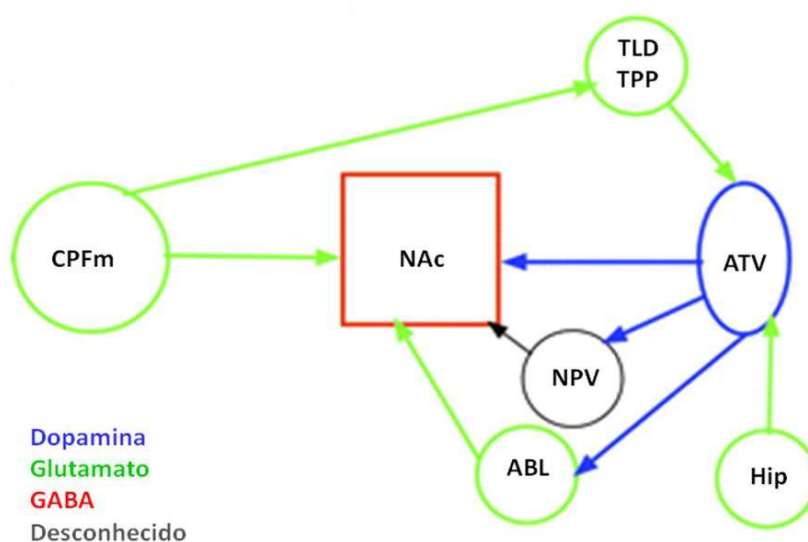 TLD
TPP
CPFm
NAc
ATV
NPV
ABL
Hip
Dopamina
Glutamato
GABA
Desconhecido